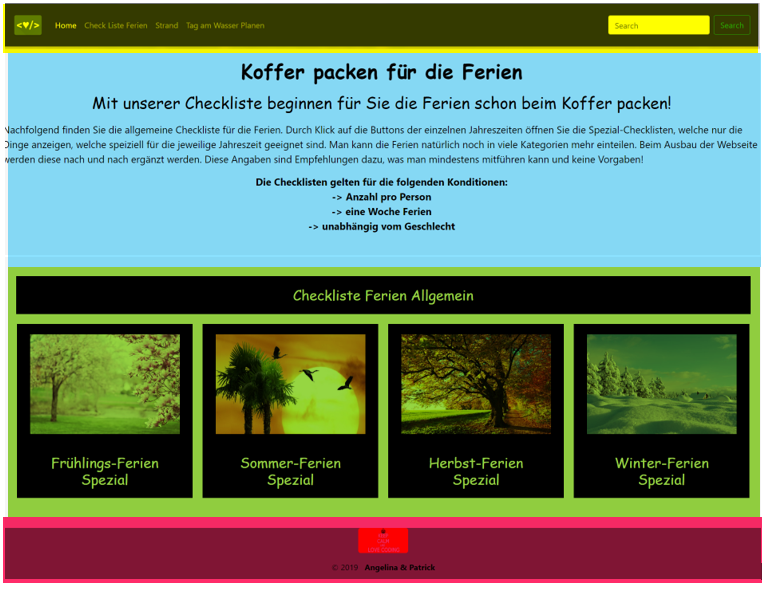 <♥/> Home Check Liste Ferien Strand Tag am Wasser Planen Search Search
Koffer packen für die Ferien
Mit unserer Checkliste beginnen für Sie die Ferien schon beim Koffer packen!
Nachfolgend finden Sie die allgemeine Checkliste für die Ferien. Durch Klick auf die Buttons der einzelnen Jahreszeiten öffnen Sie die Spezial-Checklisten, welche nur die
Dinge anzeigen, welche speiziell für die jeweilige Jahreszeit geeignet sind. Man kann die Ferien natürlich noch in viele Kategorien mehr einteilen. Beim Ausbau der Webseite
werden diese nach und nach ergänzt werden. Diese Angaben sind Empfehlungen dazu, was man mindestens mitführen kann und keine Vorgaben!
Die Checklisten gelten für die folgenden Konditionen:
-> Anzahl pro Person
-> eine Woche Ferien
-> unabhängig vom Geschlecht
Checkliste Ferien Allgemein
Frühlings-Ferien
Spezial
Sommer-Ferien
Spezial
Herbst-Ferien
Spezial
Winter-Ferien
Spezial
CALM
LOVE CODING
© 2019 Angelina & Patrick